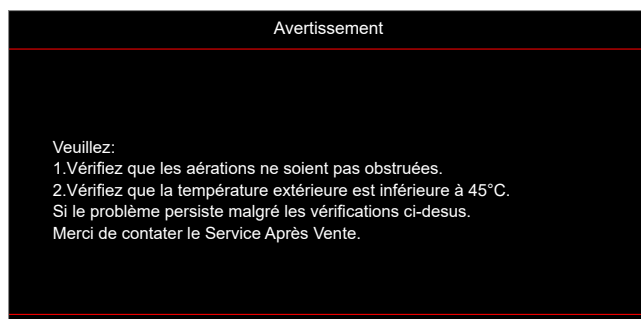 Avertissement
Veuillez:
1.Vérifiez que les aérations ne soient pas obstruées.
2.Vérifiez que la température extérieure est inférieure à 45°C.
Si le problème persiste malgré les vérifications ci-desus.
Merci de contater le Service Après Vente.